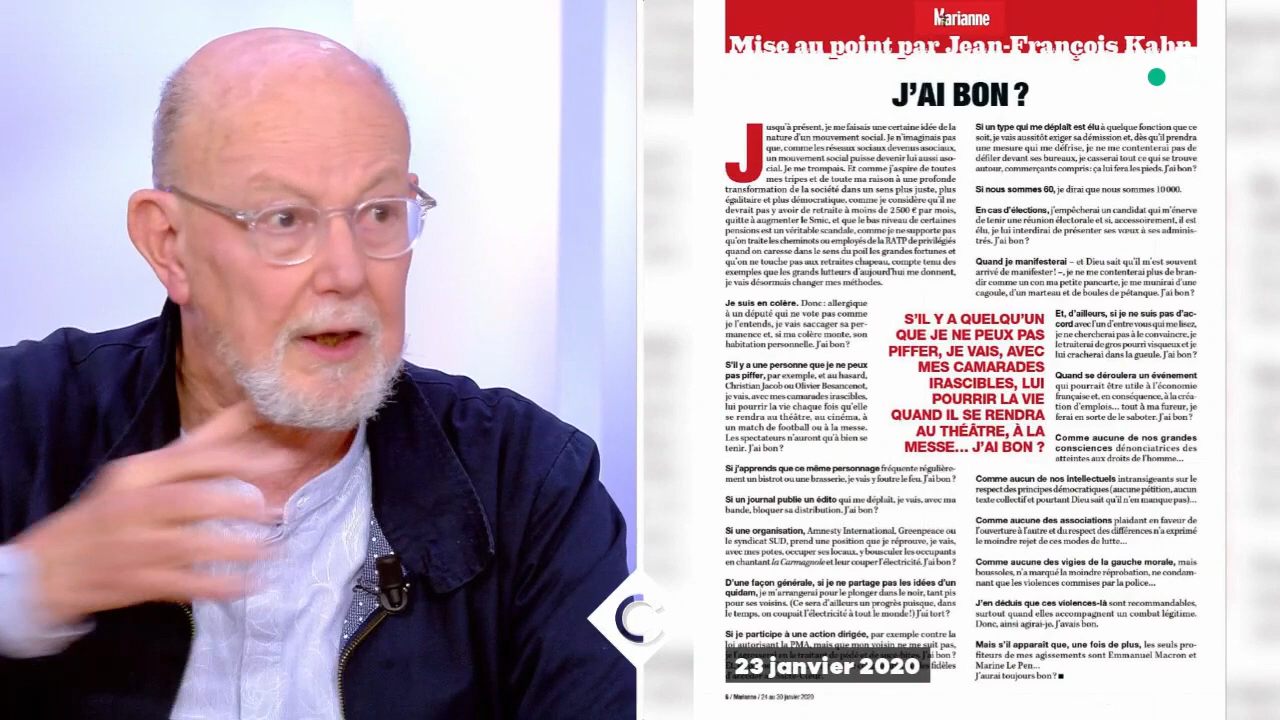 Marianne
Mise au point par Jean-François Kahn
J'AI BON ?
Jusqu'à présent, je me faisais une certaine idée de la
nature d'un mouvement social. Je n'imaginais pas
que, comme les réseaux sociaux devenus asociaux,
un mouvement social puisse devenir lui aussi aso-
cial. Je me trompais. Et comme j'aspire de toutes
mes tripes et de toute ma raison à une profonde
transformation de la société dans un sens plus juste, plus
égalitaire et plus démocratique, comme je considère qu'il ne
devrait pas y avoir de retraite à moins de 2 500 € par mois,
quitte à augmenter le Smic, et que le bas niveau de certaines
pensions est un véritable scandale, comme je ne supporte pas
qu'on traite les cheminots ou employés de la RATP de privilégiés
quand on caresse dans le sens du poil les grandes fortunes et
qu'on ne touche pas aux retraites chapeau, compte tenu des
exemples que les grands lutteurs d'aujourd'hui me donnent,
je vais désormais changer mes méthodes.
Je suis en colère. Donc : allergique
à un député qui ne vote pas comme
je l'entends, je vais saccager sa per-
manence et, si ma colère monte, son
habitation personnelle. J'ai bon ?
S'il y a une personne que je ne peux
pas piffer, par exemple, et au hasard,
Christian Jacob ou Olivier Besancenot,
je vais, avec mes camarades irascibles,
lui pourrir la vie chaque fois qu'elle
se rendra au théâtre, au cinéma, à
un match de football ou à la messe.
Les spectateurs n'auront qu'à bien se
tenir. J'ai bon ?
Si j'apprends que ce même personnage fréquente régulière-
ment un bistrot ou une brasserie, je vais y foutre le feu. J'ai bon ?
Si un journal publie un édito qui me déplaît, je vais, avec ma
bande, bloquer sa distribution. J'ai bon ?
Si une organisation, Amnesty International, Greenpeace ou
le syndicat SUD, prend une position que je réprouve, je vais,
avec mes potes, occuper ses locaux, y bousculer les occupants
en chantant la Carmagnole et leur couper l'électricité. J'ai bon ?
D'une façon générale, si je ne partage pas les idées d'un
quidam, je m'arrangerai pour le plonger dans le noir, tant pis
pour ses voisins. (Ce sera d'ailleurs un progrès puisque, dans
le temps, on coupait l'électricité à tout le monde !) J'ai tort ?
Si je participe à une action dirigée, par exemple contre la
loi autorisant la PMA, mais que mon voisin ne me suit pas,
S'IL Y A QUELQU'UN
QUE JE NE PEUX PAS
PIFFER, JE VAIS, AVEC
MES CAMARADES
IRASCIBLES, LUI
POURRIR LA VIE
QUAND IL SE RENDRA
AU THÉÂTRE, À LA
MESSE... J'AI BON ?
Si un type qui me déplaît est élu à quelque fonction que ce
soit, je vais aussitôt exiger sa démission et, dès qu'il prendra
une mesure qui me défrise, je ne me contenterai pas de
défiler devant ses bureaux, je casserai tout ce qui se trouve
autour, commerçants compris : ça lui fera les pieds. J'ai bon ?
Si nous sommes 60, je dirai que nous sommes 10 000.
En cas d'élections, j'empêcherai un candidat qui m'énerve
de tenir une réunion électorale et si, accessoirement, il est
élu, je lui interdirai de présenter ses vœux à ses adminis-
trés. J'ai bon ?
Quand je manifesterai – et Dieu sait qu'il m'est souvent
arrivé de manifester ! –, je ne me contenterai plus de bran-
dir comme un con ma petite pancarte, je me munirai d'une
cagoule, d'un marteau et de boules de pétanque. J'ai bon ?
Et, d'ailleurs, si je ne suis pas d'ac-
cord avec l'un d'entre vous qui me lisez,
je ne chercherai pas à le convaincre, je
le traiterai de gros pourri visqueux et je
lui cracherai dans la gueule. J'ai bon ?
Quand se déroulera un événement
qui pourrait être utile à l'économie
française et, en conséquence, à la créa-
tion d'emplois... tout à ma fureur, je
ferai en sorte de le saboter. J'ai bon ?
Comme aucune de nos grandes
consciences dénonciatrices des
atteintes aux droits de l'homme...
Comme aucun de nos intellectuels intransigeants sur le
respect des principes démocratiques (aucune pétition, aucun
texte collectif et pourtant Dieu sait qu'il n'en manque pas)...
Comme aucune des associations plaidant en faveur de
l'ouverture à l'autre et du respect des différences n'a exprimé
le moindre rejet de ces modes de lutte...
Comme aucune des vigies de la gauche morale, mais
boussoles, n'a marqué la moindre réprobation, ne condam-
nant que les violences commises par la police...
J'en déduis que ces violences-là sont recommandables,
surtout quand elles accompagnent un combat légitime.
Donc, ainsi agirai-je. J'avais bon.
Mais s'il apparaît que, une fois de plus, les seuls pro-
fiteurs de mes agissements sont Emmanuel Macron et
Marine Le Pen...
J'aurai toujours bon ? ■
23 janvier 2020
6 / Marianne / 24 au 30 janvier 2020